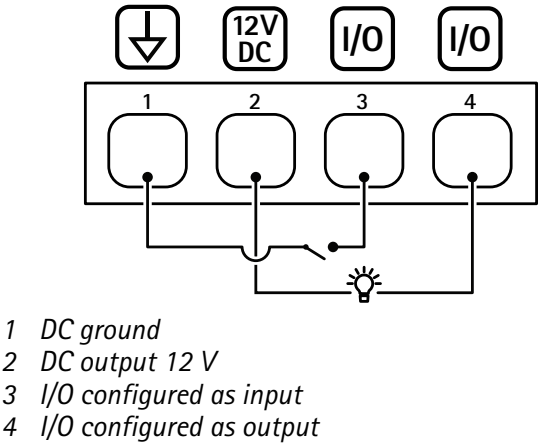 12V DC I/O I/O
1 2 3 4
1 DC ground
2 DC output 12 V
3 I/O configured as input
4 I/O configured as output